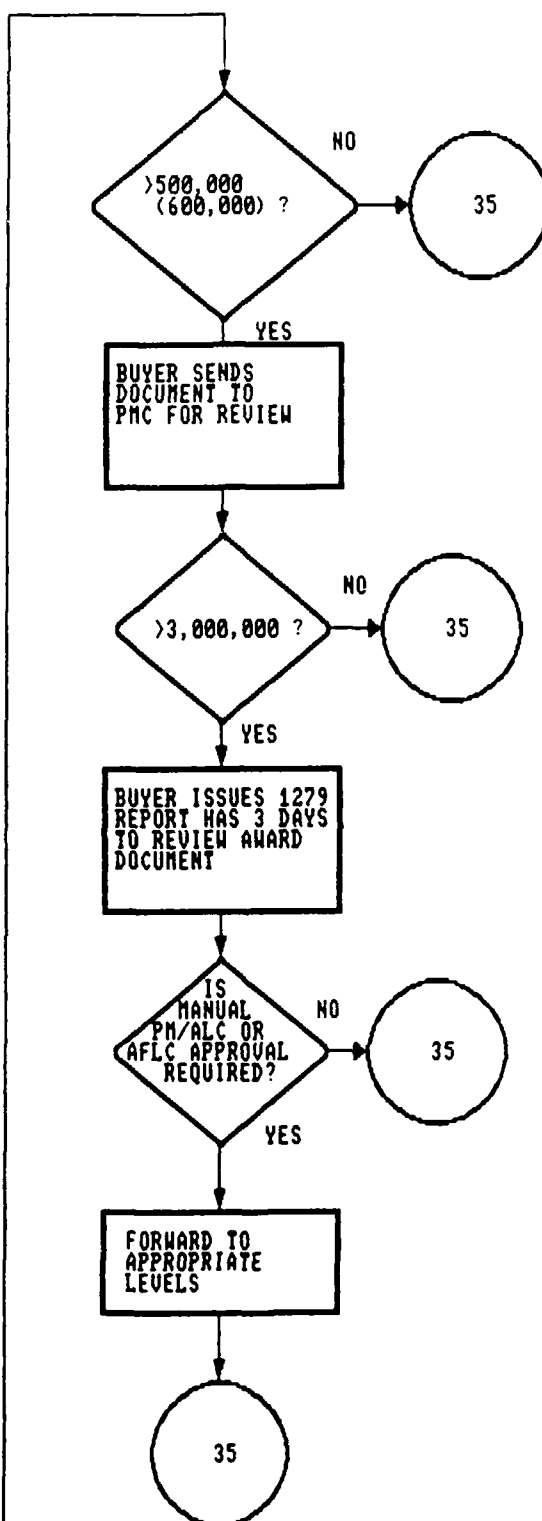 NO
>500,000
(600,000) ?
35
YES
BUYER SENDS
DOCUMENT TO
PMC FOR REVIEW
NO
>3,000,000 ?
35
YES
BUYER ISSUES 1279
REPORT HAS 3 DAYS
TO REVIEW AWARD
DOCUMENT
IS
MANUAL
PM/ALC OR
AFLC APPROVAL
REQUIRED?
NO
35
YES
FORWARD TO
APPROPRIATE
LEVELS
35